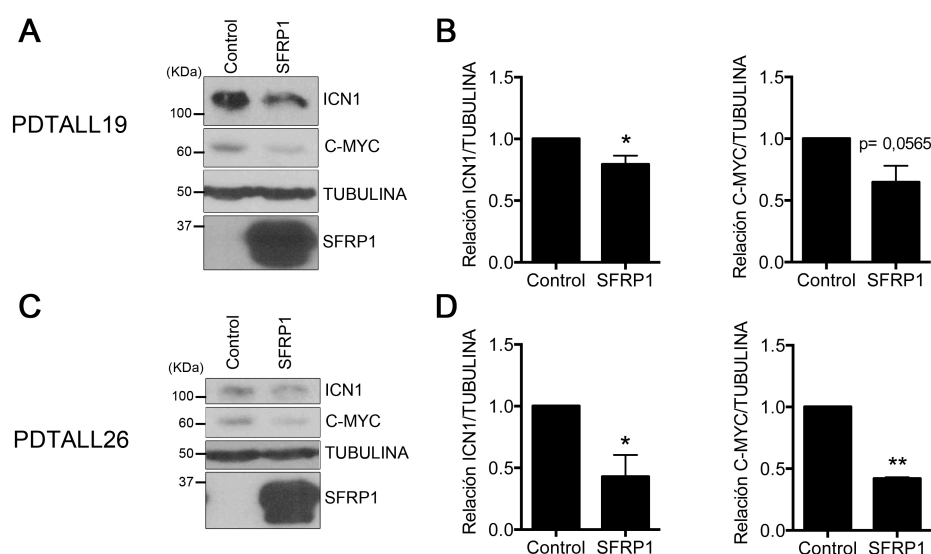 A
Control
SFRP1
(KDa)
PDTALL19
100
ICN1
60
C-MYC
50
TUBULINA
37
SFRP1
B
Relación ICN1/TUBULINA
1.5
1.0
0.5
0.0
*
Control SFRP1
Relación C-MYC/TUBULINA
1.5
1.0
0.5
0.0
p= 0,0565
Control SFRP1
C
Control
SFRP1
(KDa)
PDTALL26
100
ICN1
60
C-MYC
50
TUBULINA
37
SFRP1
D
Relación ICN1/TUBULINA
1.5
1.0
0.5
0.0
*
Control SFRP1
Relación C-MYC/TUBULINA
1.5
1.0
0.5
0.0
**
Control SFRP1